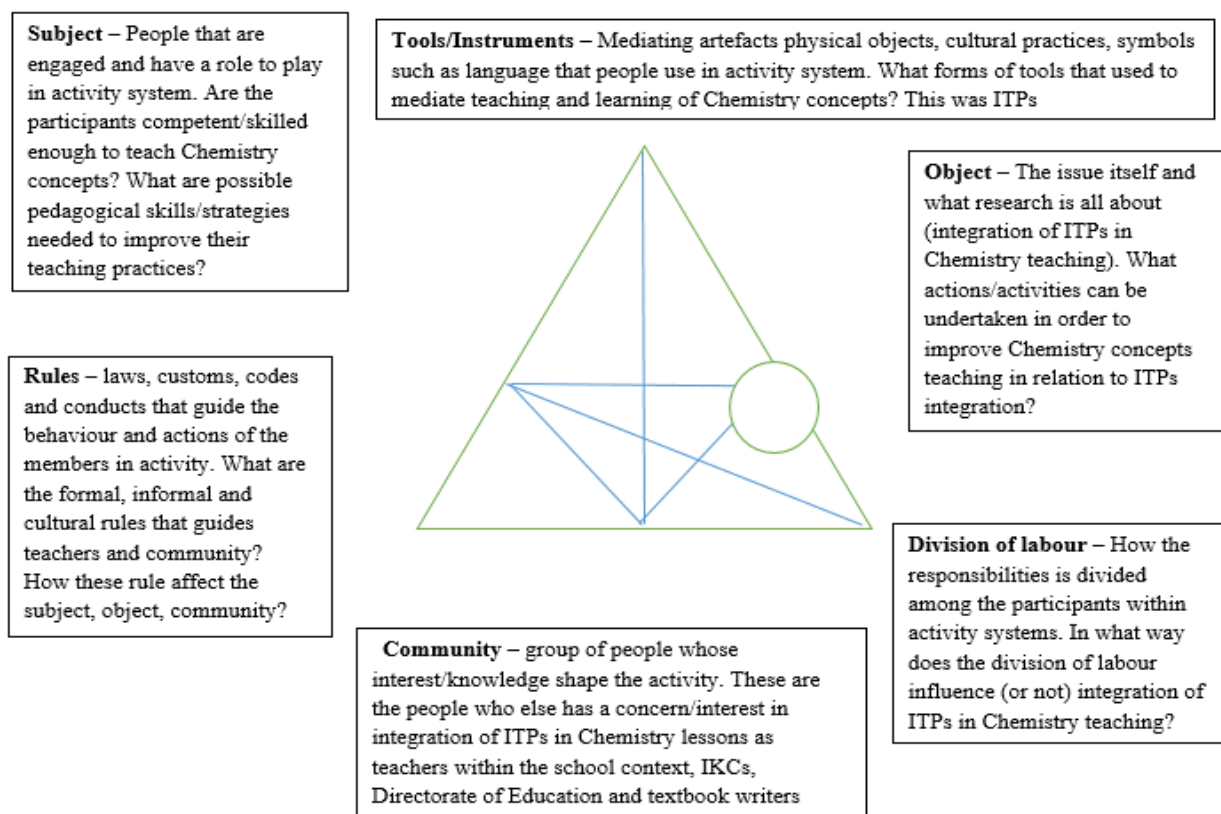 Subject – People that are
engaged and have a role to play
in activity system. Are the
participants competent/skilled
enough to teach Chemistry
concepts? What are possible
pedagogical skills/strategies
needed to improve their
teaching practices?
Tools/Instruments – Mediating artefacts physical objects, cultural practices, symbols
such as language that people use in activity system. What forms of tools that used to
mediate teaching and learning of Chemistry concepts? This was ITPs
Object – The issue itself and
what research is all about
(integration of ITPs in
Chemistry teaching). What
actions/activities can be
undertaken in order to
improve Chemistry concepts
teaching in relation to ITPs
integration?
Rules – laws, customs, codes
and conducts that guide the
behaviour and actions of the
members in activity. What are
the formal, informal and
cultural rules that guides
teachers and community?
How these rule affect the
subject, object, community?
Division of labour – How the
responsibilities is divided
among the participants within
activity systems. In what way
does the division of labour
influence (or not) integration of
ITPs in Chemistry teaching?
Community – group of people whose
interest/knowledge shape the activity. These are
the people who else has a concern/interest in
integration of ITPs in Chemistry lessons as
teachers within the school context, IKCs,
Directorate of Education and textbook writers